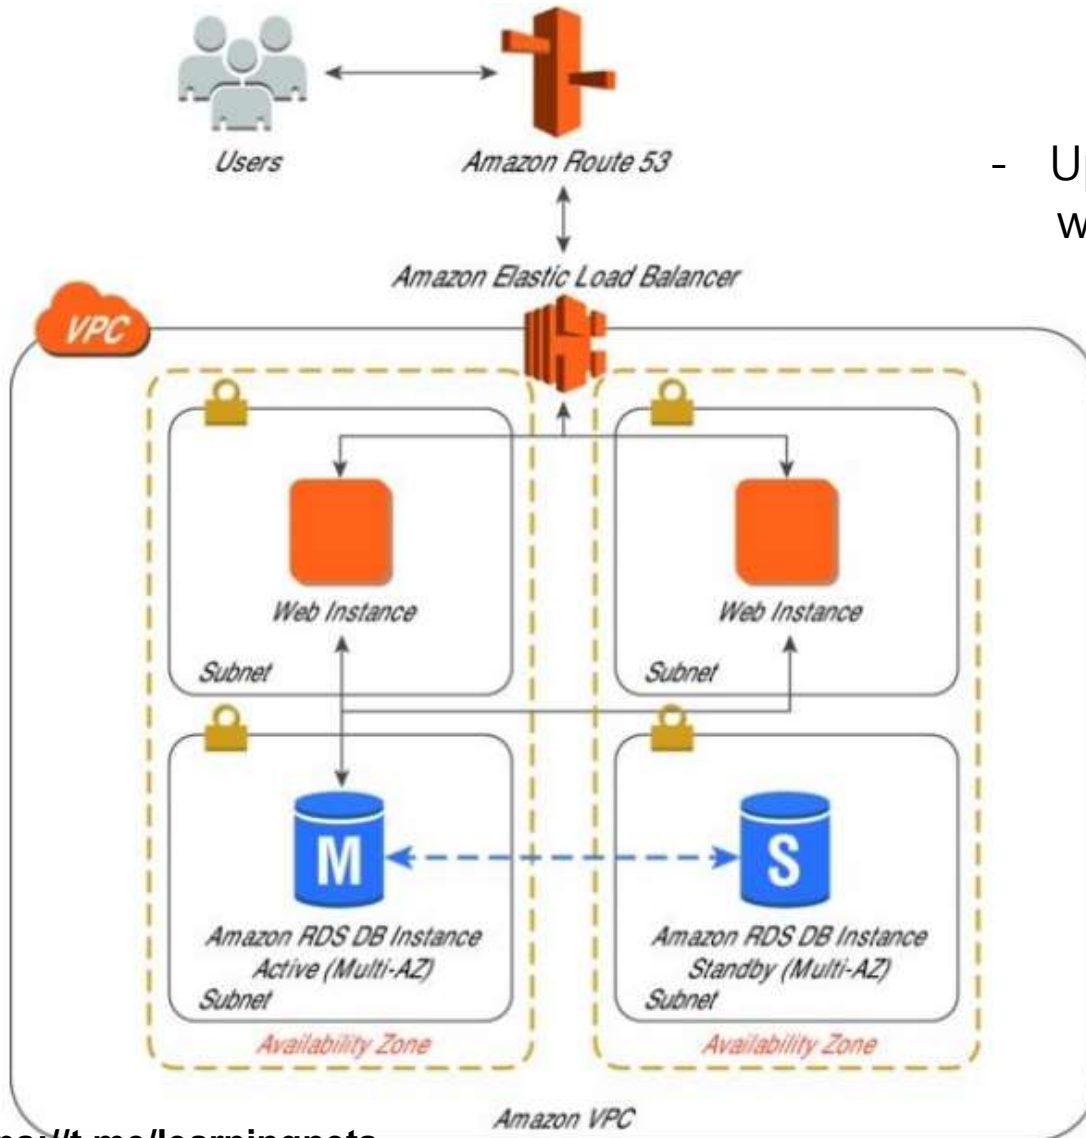 Users
Amazon Route 53
- Up
w
Amazon Elastic Load Balancer
VPC
Web Instance
Web Instance
Subnet
Subnet
M
S
Amazon RDS DB Instance
Active (Multi-AZ)
Amazon RDS DB Instance
Standby (Multi-AZ)
Subnet
Subnet
Availability Zone
Availability Zone
Amazon VPC